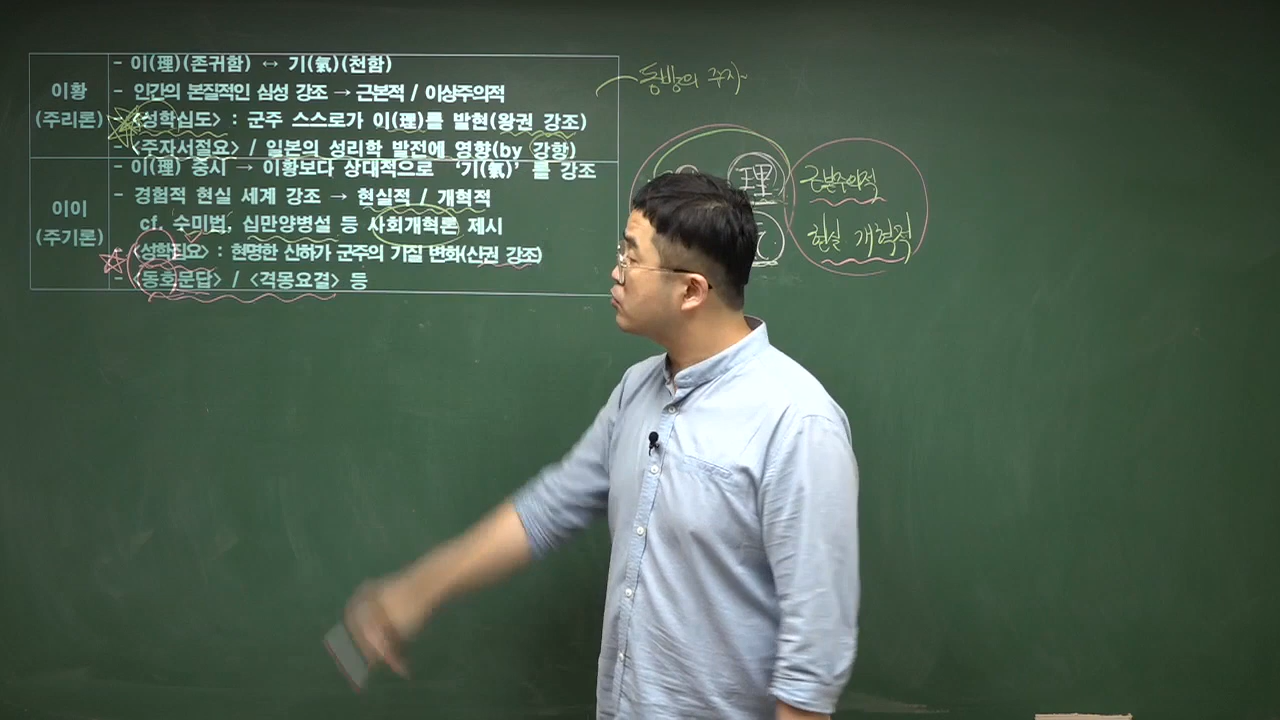 이황
(주리론)
- 이(理)(존귀함) ↔ 기(氣)(천함)
- 인간의 본질적인 심성 강조 → 근본적 / 이상주의적
- <성학십도> : 군주 스스로가 이(理)를 발현(왕권 강조)
<주자서절요> / 일본의 성리학 발전에 영향(by 강항)
이이
(주기론)
- 이(理) 중시 → 이황보다 상대적으로 ‘기(氣)’ 를 강조
- 경험적 현실 세계 강조 → 현실적 / 개혁적
cf. 수미법, 십만양병설 등 사회개혁론 제시
- <성학집요> : 현명한 신하가 군주의 기질 변화(신권 강조)
- <동호문답> / <격몽요결> 등
동방의 주자
理
근본주의적
현실 개혁적